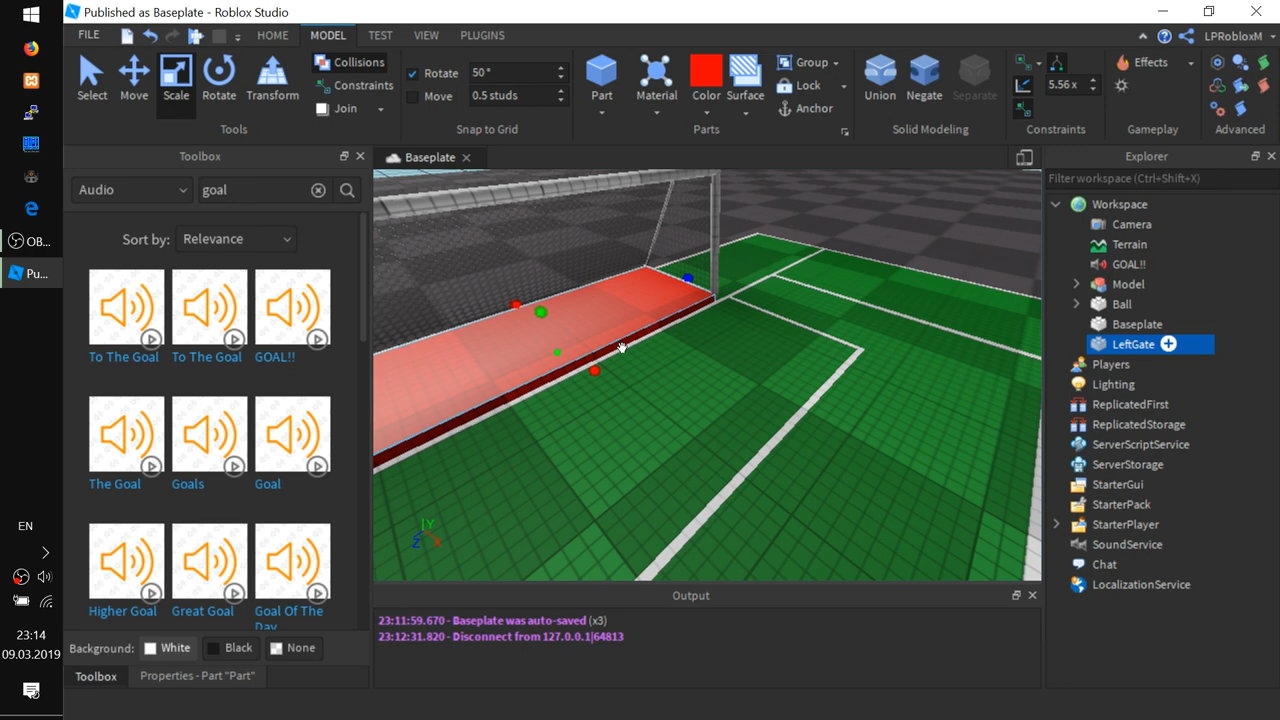 Published as Baseplate - Roblox Studio
FILE HOME MODEL TEST VIEW PLUGINS LPRobloxM
Select Move Scale Rotate Transform
Collisions
Constraints
Join
Tools
Rotate 50°
Move 0.5 studs
Snap to Grid
Part Material Color Surface
Group
Lock
Anchor
Parts
Union Negate Separate
Solid Modeling
5.56 x
Constraints
Effects
Gameplay
Advanced
Toolbox
Audio goal
Sort by: Relevance
To The Goal To The Goal GOAL!!
The Goal Goals Goal
Higher Goal Great Goal Goal Of The
Day
Background: White Black None
Toolbox Properties - Part "Part"
Baseplate
Y
Z X
Output
23:11:59.670 - Baseplate was auto-saved (x3)
23:12:31.820 - Disconnect from 127.0.0.1|64813
Explorer
Filter workspace (Ctrl+Shift+X)
Workspace
Camera
Terrain
GOAL!!
Model
Ball
Baseplate
LeftGate
Players
Lighting
ReplicatedFirst
ReplicatedStorage
ServerScriptService
ServerStorage
StarterGui
StarterPack
StarterPlayer
SoundService
Chat
LocalizationService
OB...
Pu...
EN
23:14
09.03.2019